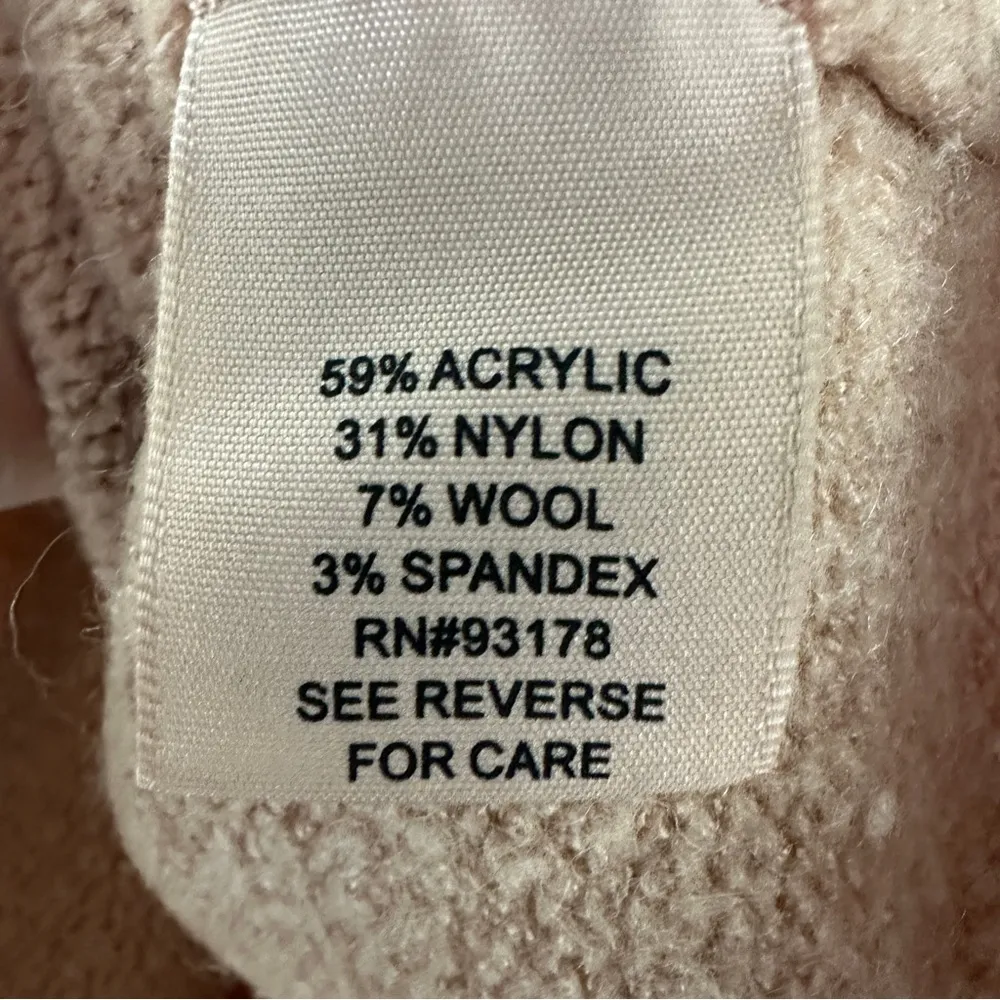 59% ACRYLIC
31% NYLON
7% WOOL
3% SPANDEX
RN#93178
SEE REVERSE
FOR CARE